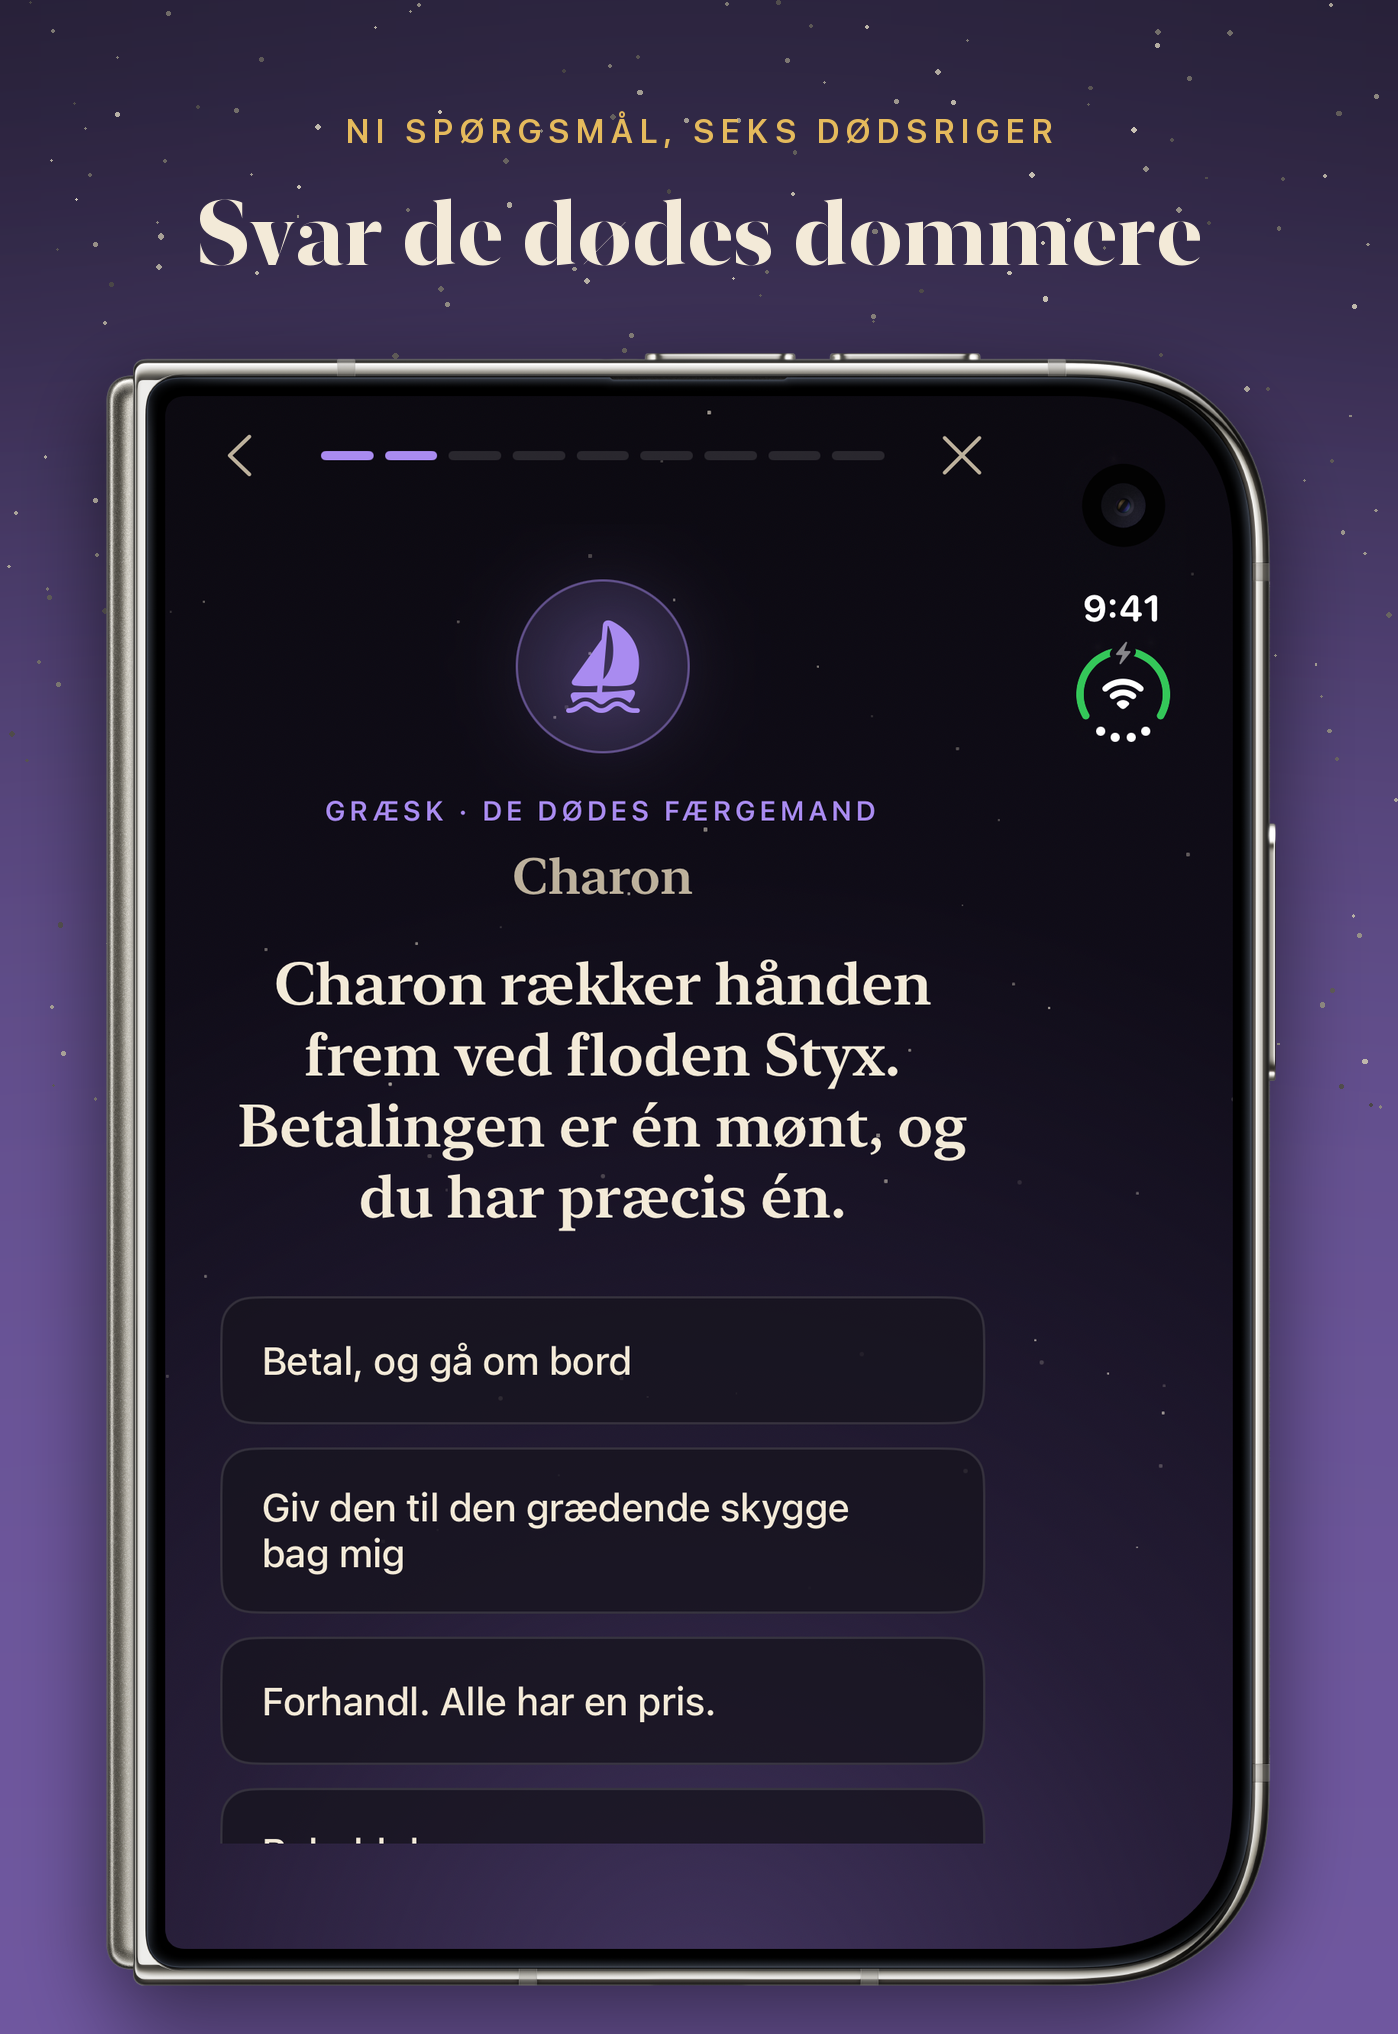 NI SPØRGSMÅL, SEKS DØDSRIGER
Svar de dødes dommere
9:41
GRÆSK · DE DØDES FÆRGEMAND
Charon
Charon rækker hånden
frem ved floden Styx.
Betalingen er én mønt, og
du har præcis én.
Betal, og gå om bord
Giv den til den grædende skygge
bag mig
Forhandl. Alle har en pris.